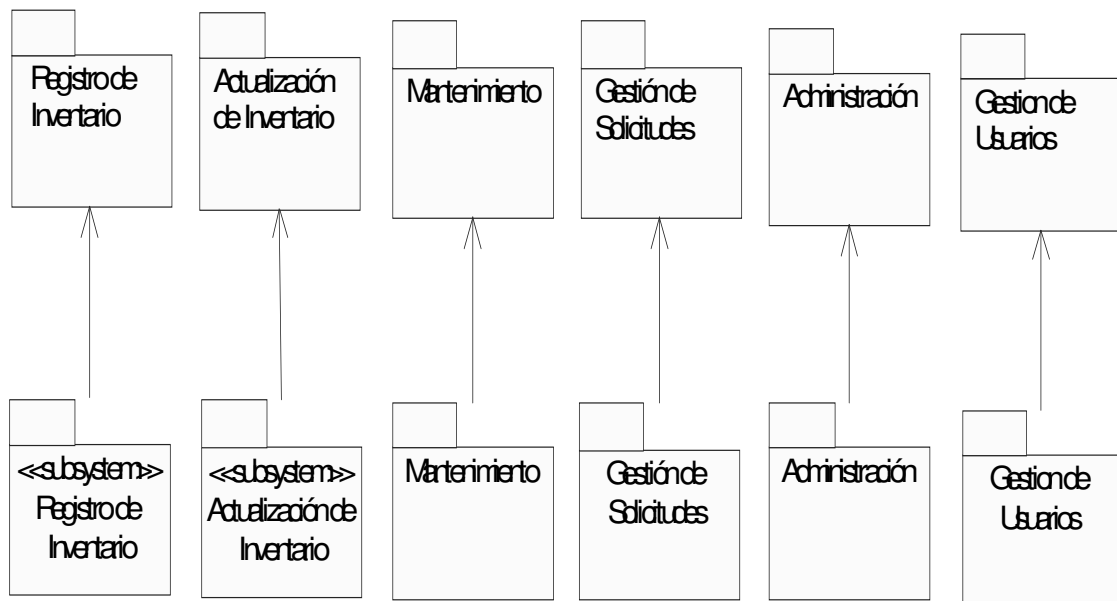 Registro de
Inventario
Actualización
de Inventario
Mantenimiento
Gestión de
Solicitudes
Administración
Gestion de
Usuarios
<<subsystem>>
Registro de
Inventario
<<subsystem>>
Actualización de
Inventario
Mantenimiento
Gestión de
Solicitudes
Administración
Gestion de
Usuarios